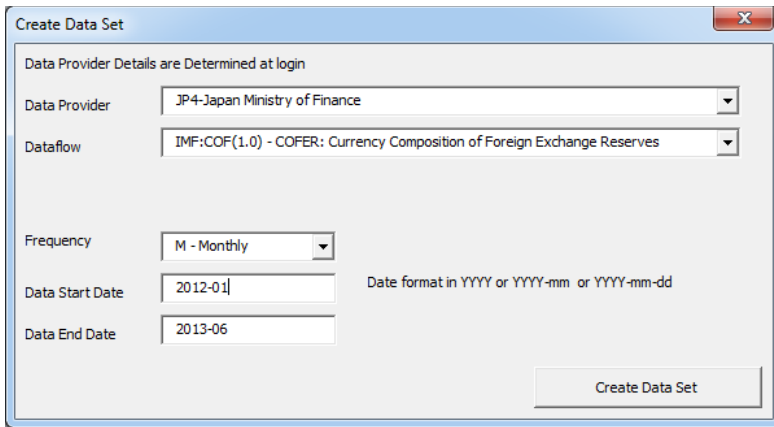 Create Data Set
Data Provider Details are Determined at login
Data Provider
JP4-Japan Ministry of Finance
Dataflow
IMF:COF(1.0) - COFER: Currency Composition of Foreign Exchange Reserves
Frequency
M - Monthly
Data Start Date
2012-01
Date format in YYYY or YYYY-mm or YYYY-mm-dd
Data End Date
2013-06
Create Data Set